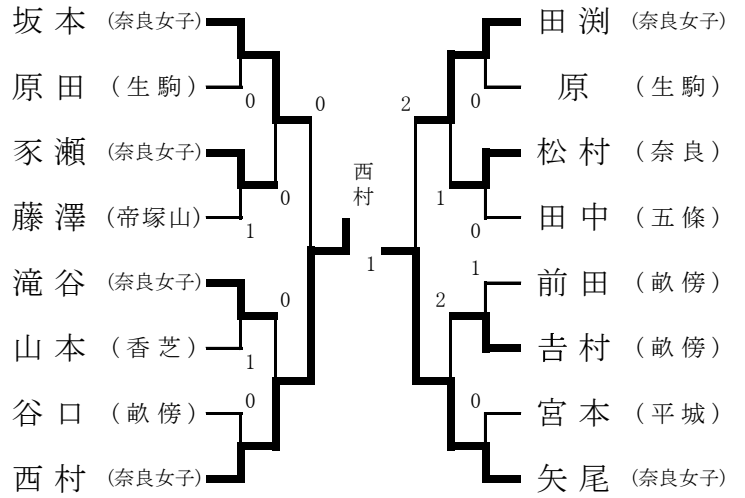 坂本 (奈良女子)
原田 (生駒)
豕瀬 (奈良女子)
藤澤 (帝塚山)
滝谷 (奈良女子)
山本 (香芝)
谷口 (畝傍)
西村 (奈良女子)
0
1
1
0
0
0
0
西村
1
2
1
2
0
0
1
0
田渕 (奈良女子)
原 (生駒)
松村 (奈良)
田中 (五條)
前田 (畝傍)
𠮷村 (畝傍)
宮本 (平城)
矢尾 (奈良女子)